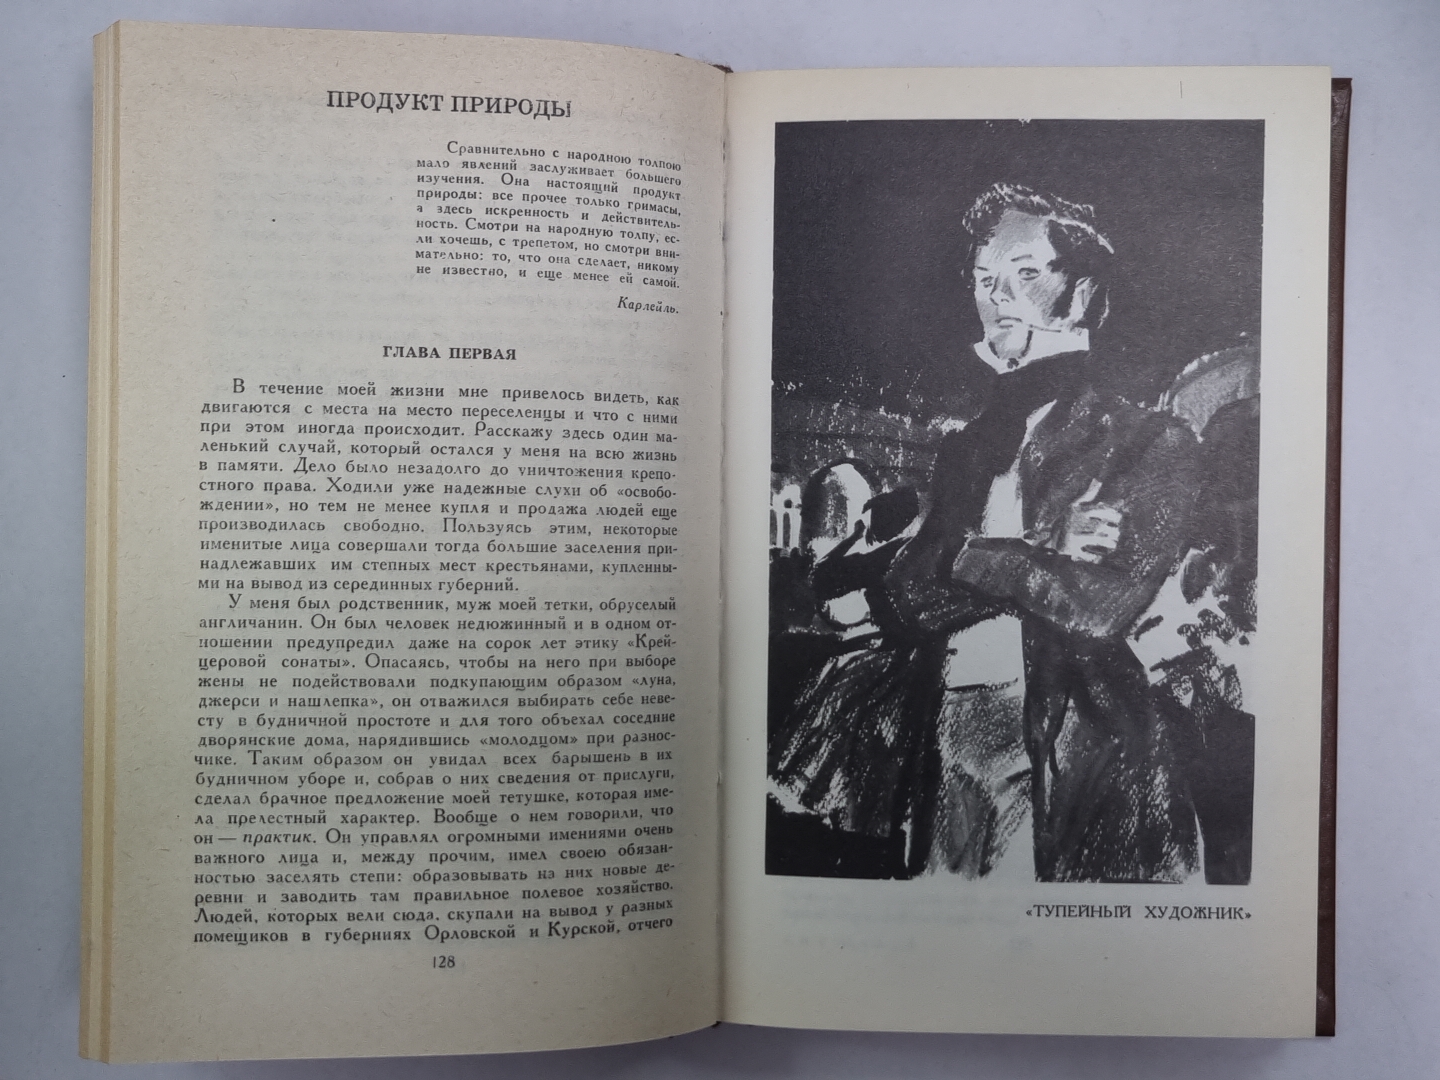 ПРОДУКТ ПРИРОДЫ
Сравнительно с народною толпою
мало явлений заслуживает большего
изучения. Она настоящий продукт
природы: все прочее только гримасы,
а здесь искренность и действитель-
ность. Смотри на народную толпу, ес-
ли хочешь, с трепетом, но смотри вни-
мательно: то, что она сделает, никому
не известно, и еще менее ей самой.
Карлейль.
ГЛАВА ПЕРВАЯ
В течение моей жизни мне привелось видеть, как
двигаются с места на место переселенцы и что с ними
при этом иногда происходит. Расскажу здесь один ма-
ленький случай, который остался у меня на всю жизнь
в памяти. Дело было незадолго до уничтожения крепо-
стного права. Ходили уже надежные слухи об «освобо-
ждении», но тем не менее купля и продажа людей еще
производилась свободно. Пользуясь этим, некоторые
именитые лица совершали тогда большие заселения при-
надлежавших им степных мест крестьянами, купленны-
ми на вывод из серединных губерний.
У меня был родственник, муж моей тетки, обруселый
англичанин. Он был человек недюжинный и в одном от-
ношении предупредил даже на сорок лет этику «Крей-
церовой сонаты». Опасаясь, чтобы на него при выборе
жены не подействовали подкупающим образом «луна,
джерси и нашлепка», он отважился выбирать себе неве-
сту в будничной простоте и для того объехал соседние
дворянские дома, нарядившись «молодцом» при разнос-
чике. Таким образом он увидал всех барышень в их
будничном уборе и, собрав о них сведения от прислуги,
сделал брачное предложение моей тетушке, которая име-
ла прелестный характер. Вообще о нем говорили, что
он — практик. Он управлял огромными имениями очень
важного лица и, между прочим, имел своею обязан-
ностью заселять степи: образовывать на них новые де-
ревни и заводить там правильное полевое хозяйство.
Людей, которых вели сюда, скупали на вывод у разных
помещиков в губерниях Орловской и Курской, отчего
128
«ТУПЕЙНЫЙ ХУДОЖНИК»